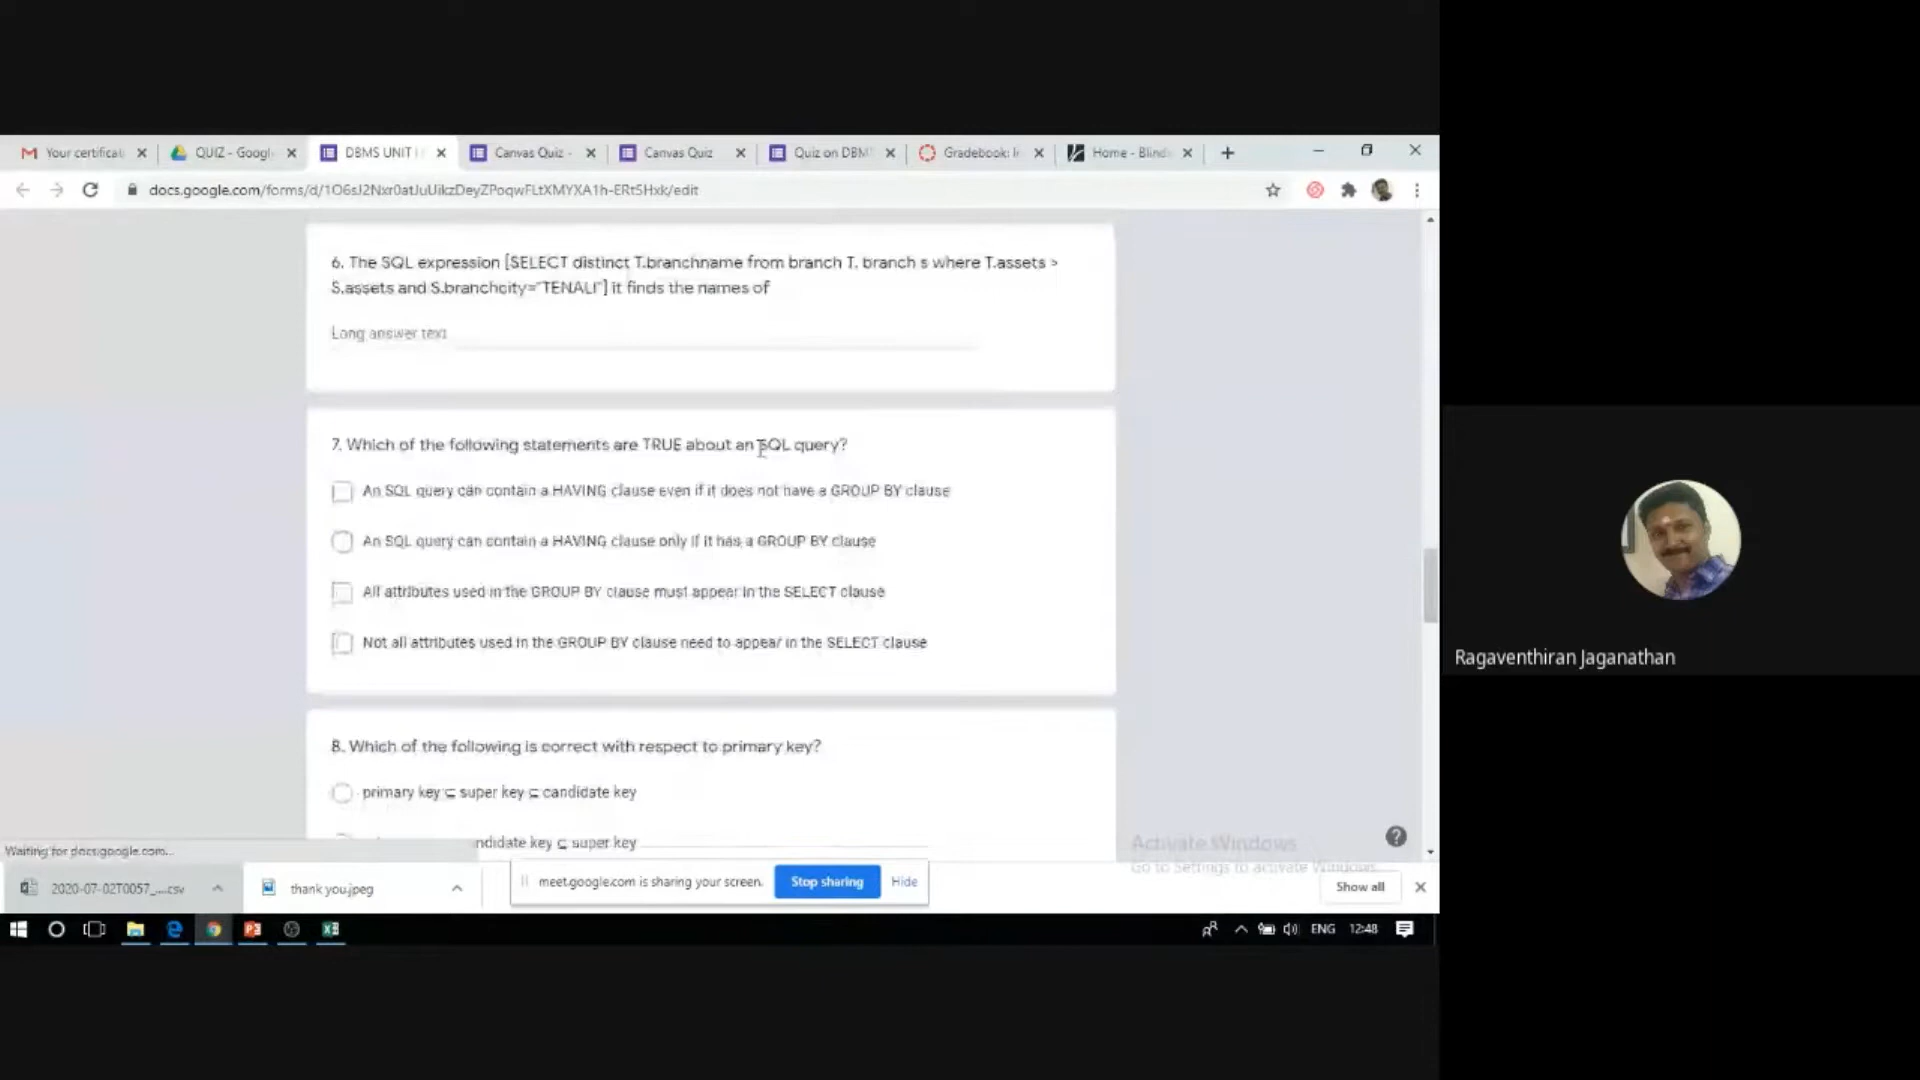 Your certificat
QUIZ - Googl
DBMS UNIT I
Canvas Quiz -
Canvas Quiz
Quiz on DBM
Gradebook: I
Home - Blind
docs.google.com/forms/d/1O6sJ2Nxr0atJuUikzDeyZPoqwFLtXMYXA1h-ERt5Hxk/edit
6. The SQL expression [SELECT distinct T.branchname from branch T, branch s where T.assets >
S.assets and S.branchcity="TENALI"] it finds the names of
Long answer text
7. Which of the following statements are TRUE about an SQL query?
An SQL query can contain a HAVING clause even if it does not have a GROUP BY clause
An SQL query can contain a HAVING clause only if it has a GROUP BY clause
All attributes used in the GROUP BY clause must appear in the SELECT clause
Not all attributes used in the GROUP BY clause need to appear in the SELECT clause
8. Which of the following is correct with respect to primary key?
primary key ⊆ super key ⊆ candidate key
ndidate key ⊆ super key
Ragaventhiran Jaganathan
Activate Windows
Go to Settings to activate Windows.
Waiting for docs.google.com...
2020-07-02T0057_....csv
thank you.jpeg
meet.google.com is sharing your screen.
Stop sharing
Hide
Show all
ENG
12:48